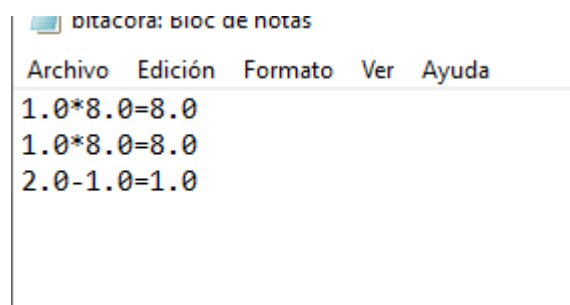 bitácora: Bloc de notas
Archivo Edición Formato Ver Ayuda
1.0*8.0=8.0
1.0*8.0=8.0
2.0-1.0=1.0